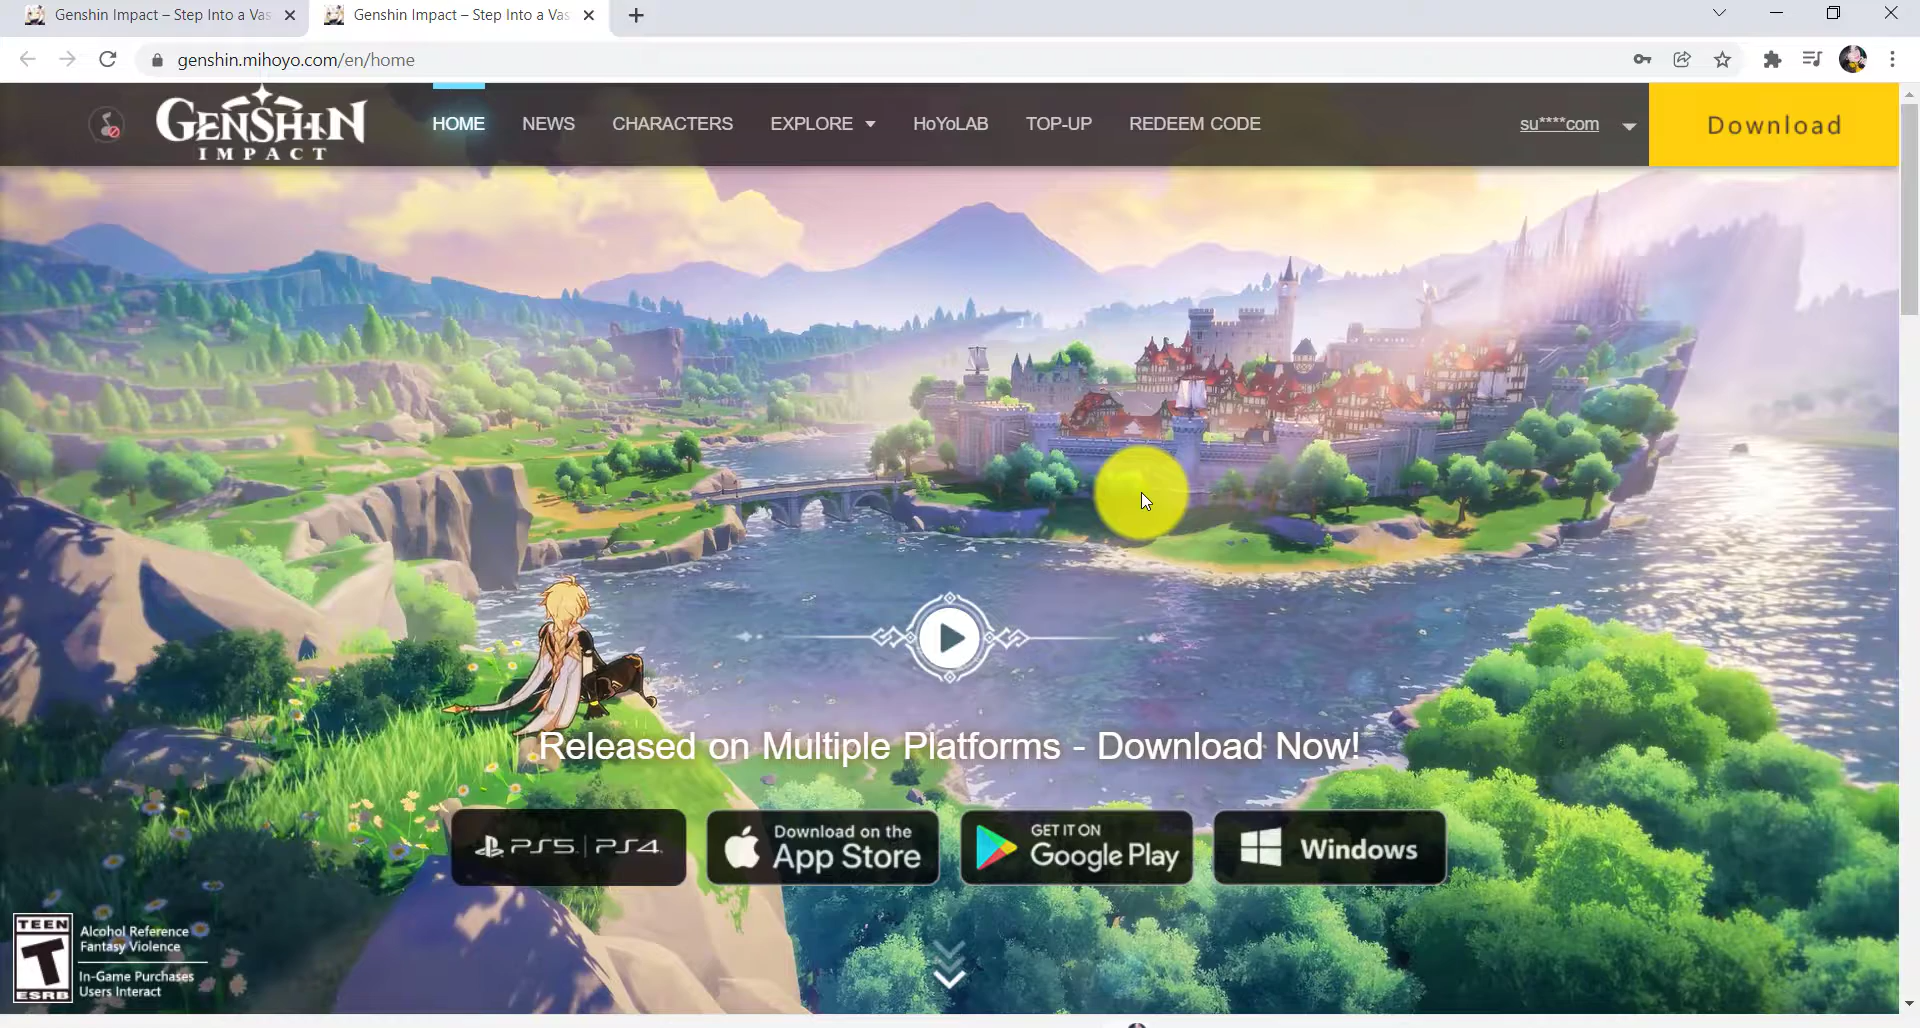 Genshin Impact – Step Into a Vas
Genshin Impact – Step Into a Vas
genshin.mihoyo.com/en/home
GENSHIN
IMPACT
HOME
NEWS
CHARACTERS
EXPLORE
HoYoLAB
TOP-UP
REDEEM CODE
su****com
Download
Released on Multiple Platforms - Download Now!
PS5 | PS4
Download on the
App Store
GET IT ON
Google Play
Windows
TEEN
T
ESRB
Alcohol Reference
Fantasy Violence
In-Game Purchases
Users Interact